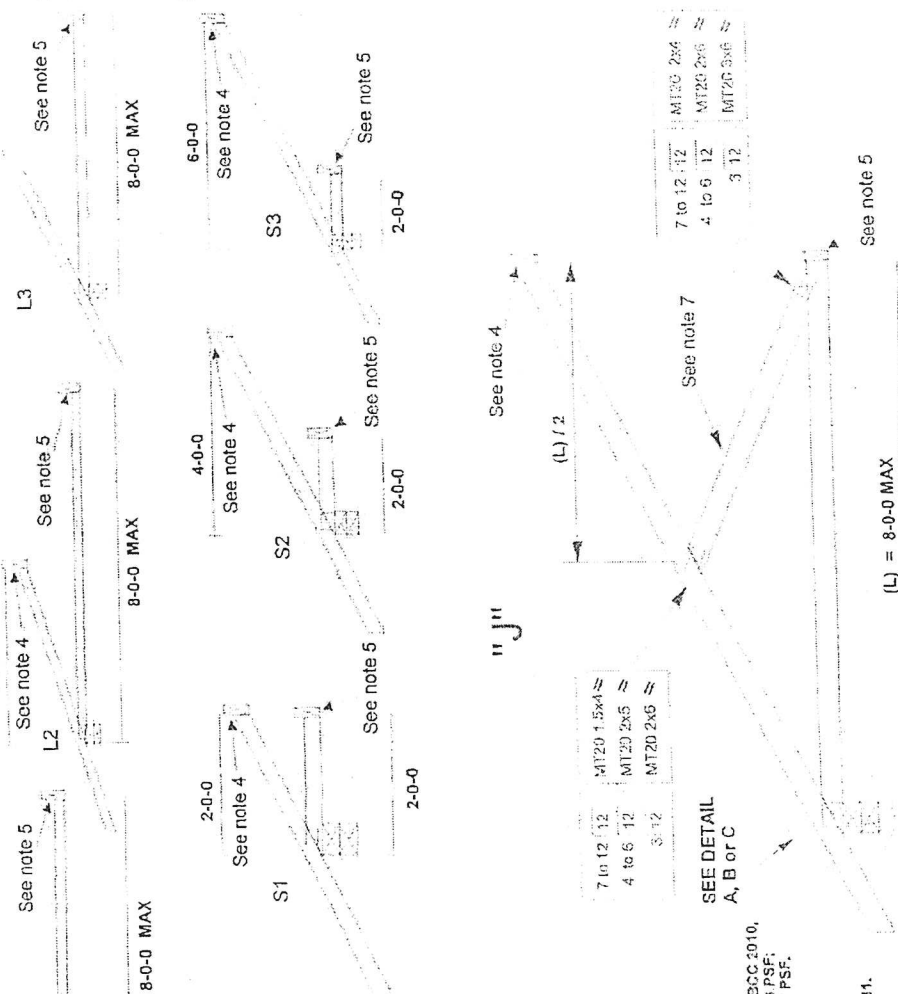 See note 5
8-0-0 MAX
See note 4
L2
See note 5
8-0-0 MAX
L3
See note 5
8-0-0 MAX
2-0-0
See note 4
S1
See note 5
2-0-0
4-0-0
See note 4
S2
See note 5
2-0-0
6-0-0
See note 4
S3
See note 5
2-0-0
"J"
See note 4
(L) / 2
See note 7
7 to 12 12 MT20 2x4
4 to 6 12 MT20 2x6
3 12 MT20 3x6
7 to 12 12 MT20 1.5x4
4 to 6 12 MT20 2x5
3 12 MT20 2x6
SEE DETAIL
A, B or C
See note 5
(L) = 8-0-0 MAX
BCC 2010,
PSF;
PSF.